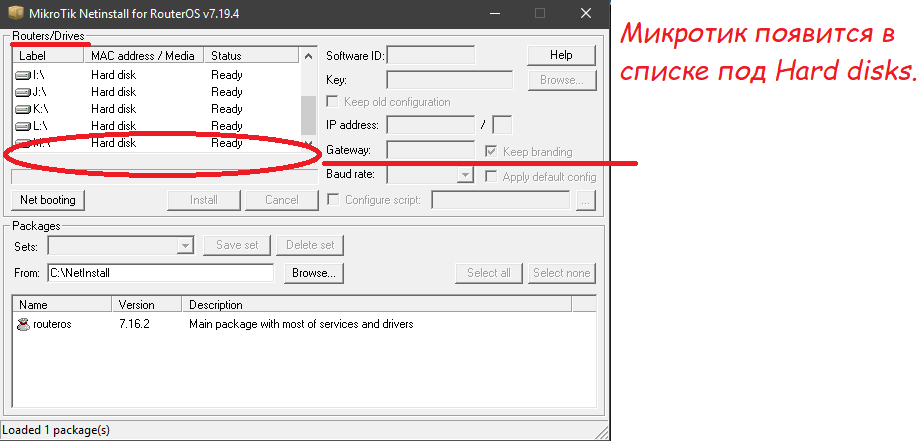 MikroTik Netinstall for RouterOS v7.19.4
Микротик появится в
списке под Hard disks.
Routers/Drives
Label MAC address / Media Status
I:\ Hard disk Ready
J:\ Hard disk Ready
K:\ Hard disk Ready
L:\ Hard disk Ready
M:\ Hard disk Ready
Software ID: Help
Key: Browse...
Keep old configuration
IP address: /
Gateway: Keep branding
Baud rate: Apply default config
Net booting Install Cancel Configure script: ...
Packages
Sets: Save set Delete set
From: C:\NetInstall Browse... Select all Select none
Name Version Description
routeros 7.16.2 Main package with most of services and drivers
Loaded 1 package(s)